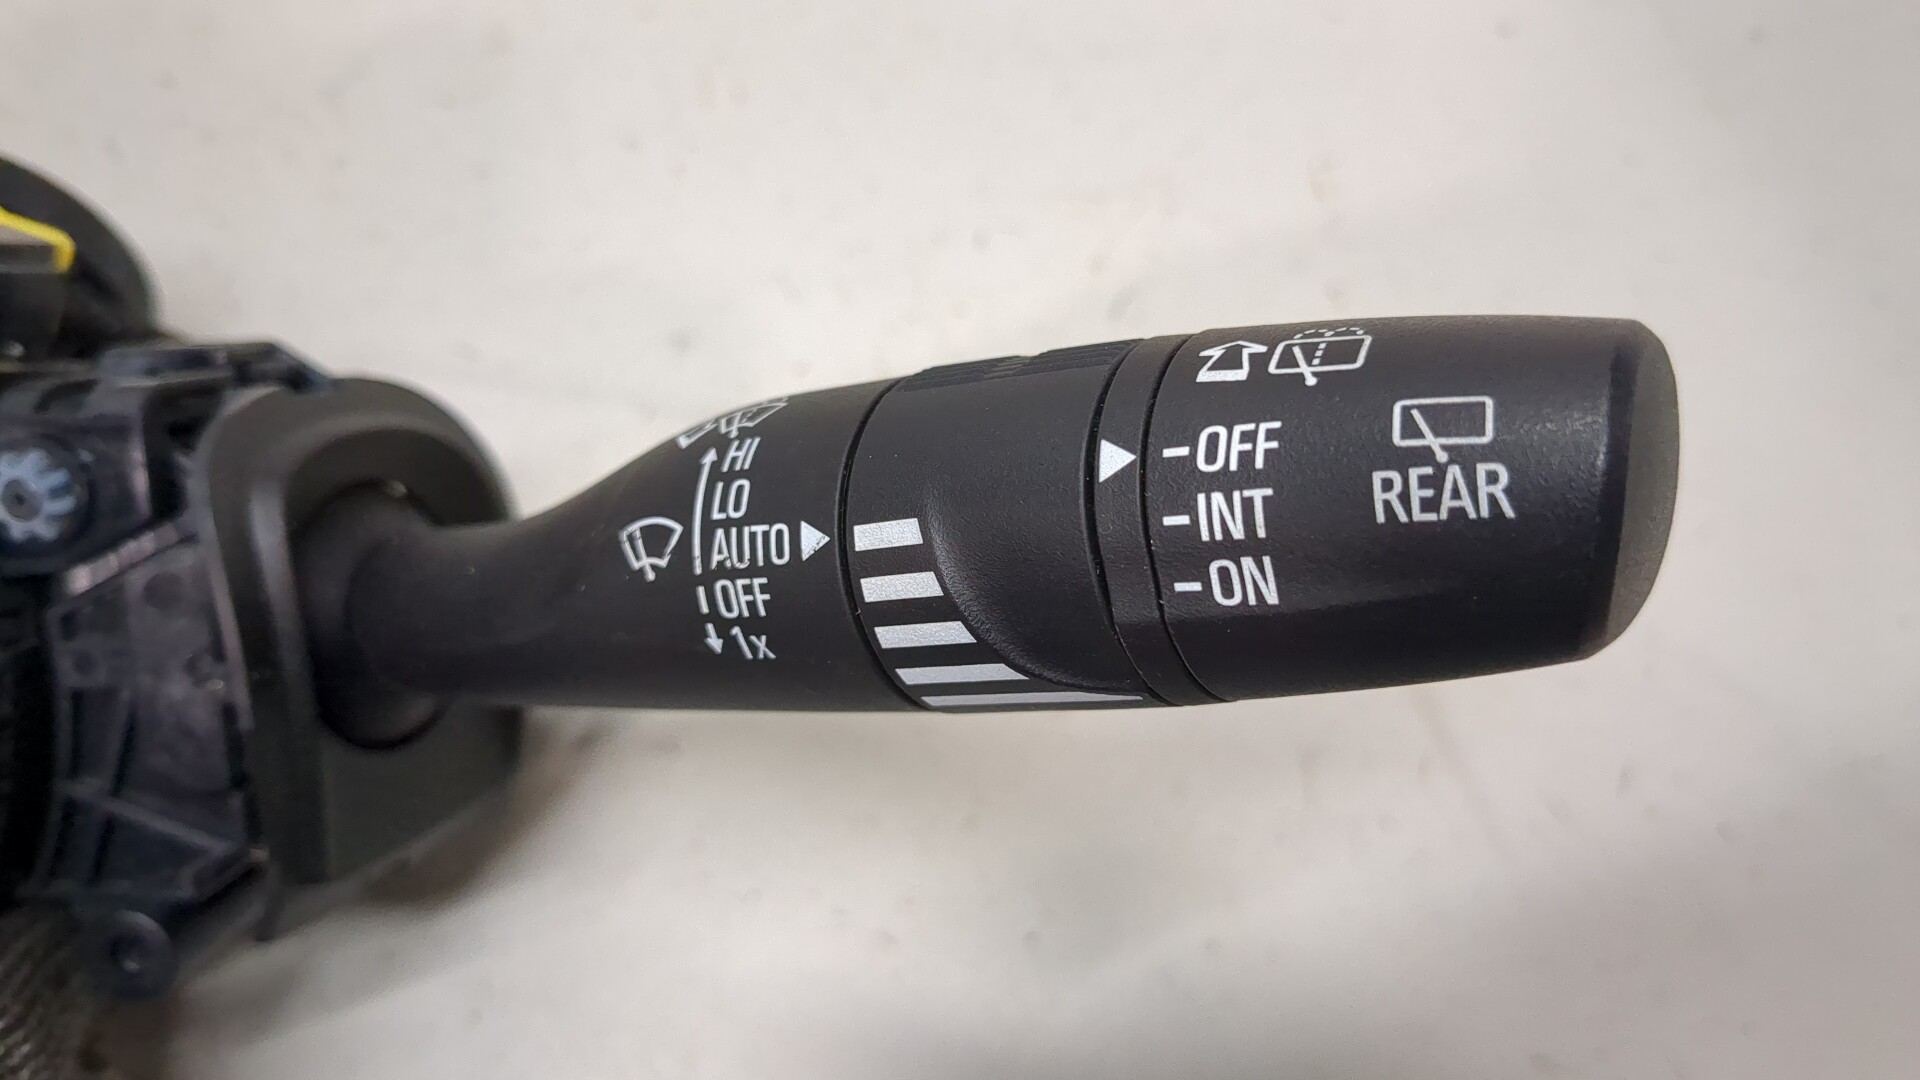 HI
LO
AUTO
OFF
1x
-OFF
-INT
-ON
REAR